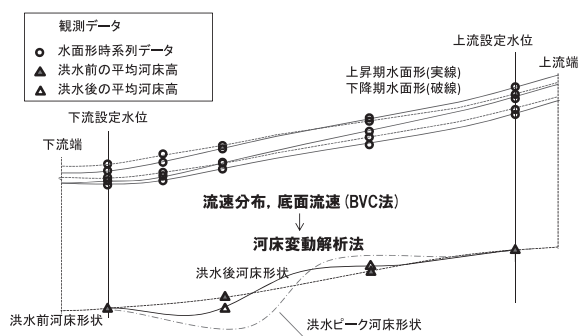 観測データ
水面形時系列データ
洪水前の平均河床高
洪水後の平均河床高
上流設定水位
上流端
上昇期水面形(実線)
下降期水面形(破線)
下流設定水位
下流端
流速分布，底面流速(BVC法)
河床変動解析法
洪水後河床形状
洪水前河床形状
洪水ピーク河床形状